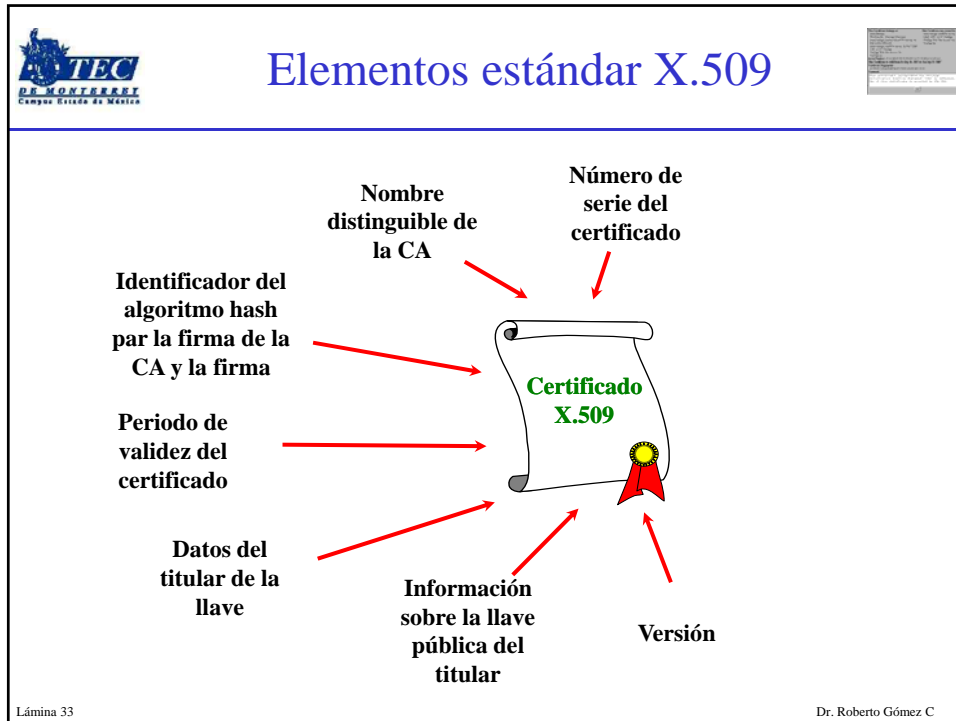 TEC
DE MONTERREY
Campus Estado de México
Elementos estándar X.509
Nombre
distinguible de
la CA
Número de
serie del
certificado
Identificador del
algoritmo hash
par la firma de la
CA y la firma
Certificado
X.509
Periodo de
validez del
certificado
Datos del
titular de la
llave
Información
sobre la llave
pública del
titular
Versión
Lámina 33
Dr. Roberto Gómez C